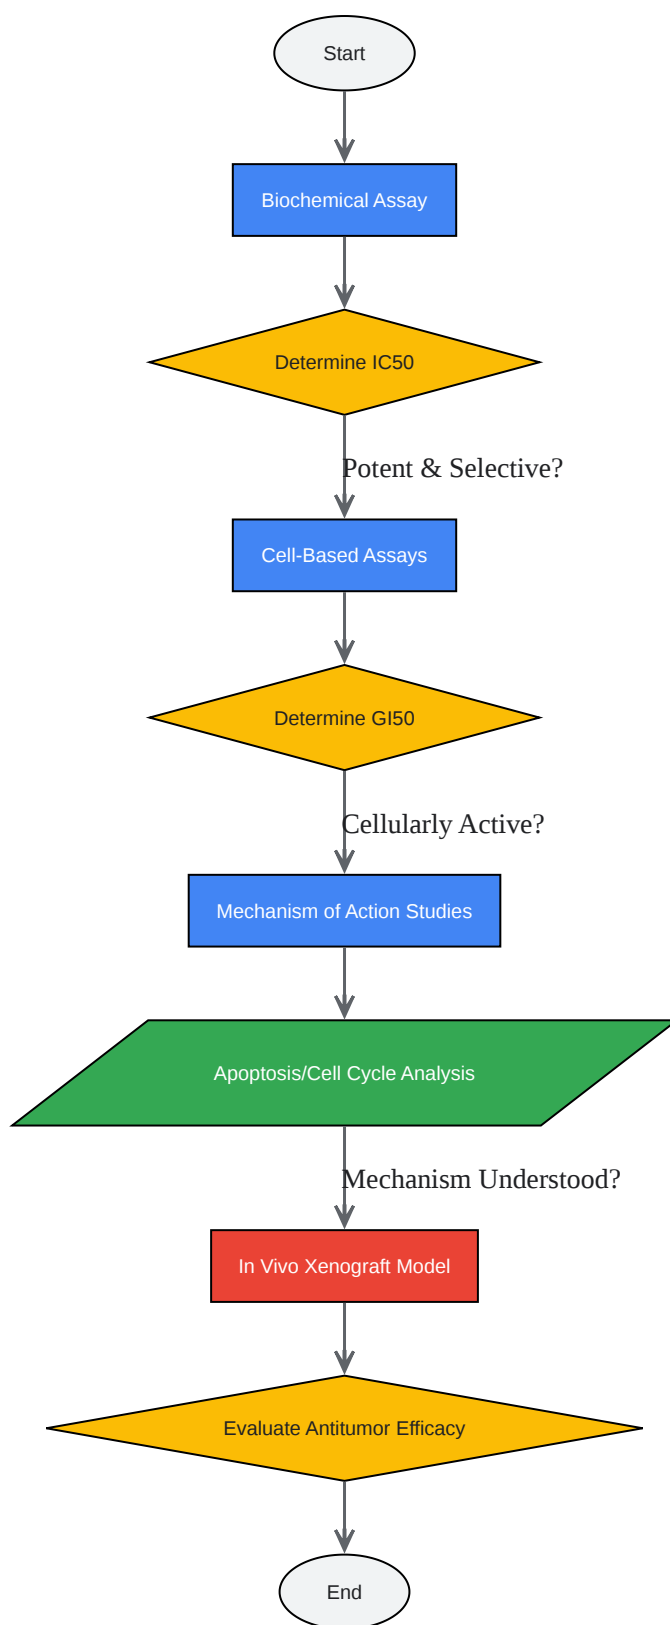 Start
Biochemical Assay
Determine IC50
Potent & Selective?
Cell-Based Assays
Determine GI50
Cellularly Active?
Mechanism of Action Studies
Apoptosis/Cell Cycle Analysis
Mechanism Understood?
In Vivo Xenograft Model
Evaluate Antitumor Efficacy
End